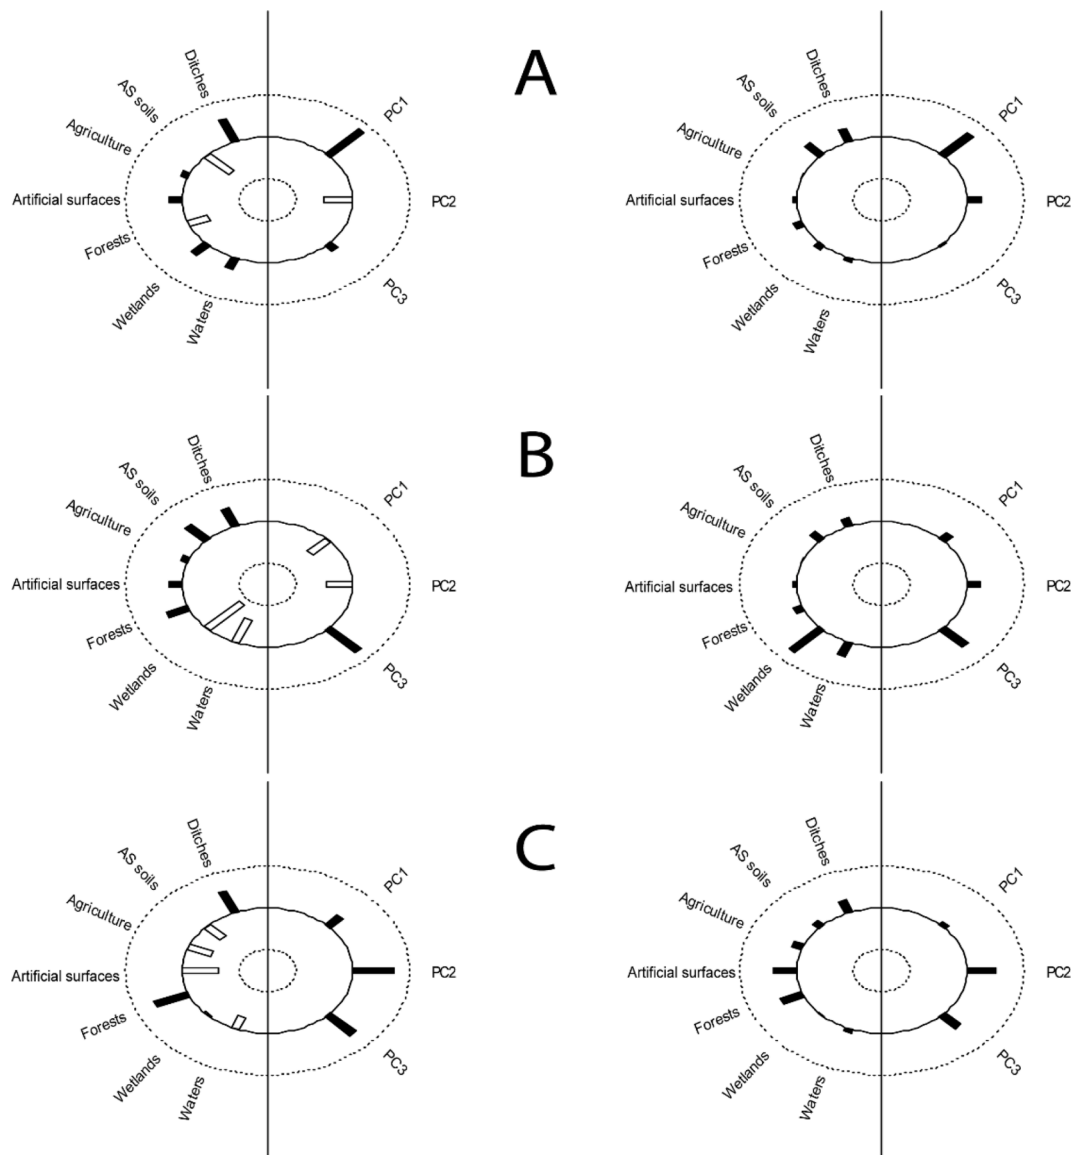 A
Ditches
AS soils
Agriculture
Artificial surfaces
Forests
Wetlands
Waters
PC1
PC2
PC3
Ditches
AS soils
Agriculture
Artificial surfaces
Forests
Wetlands
Waters
PC1
PC2
PC3
B
Ditches
AS soils
Agriculture
Artificial surfaces
Forests
Wetlands
Waters
PC1
PC2
PC3
Ditches
AS soils
Agriculture
Artificial surfaces
Forests
Wetlands
Waters
PC1
PC2
PC3
C
Ditches
AS soils
Agriculture
Artificial surfaces
Forests
Wetlands
Waters
PC1
PC2
PC3
Ditches
AS soils
Agriculture
Artificial surfaces
Forests
Wetlands
Waters
PC1
PC2
PC3